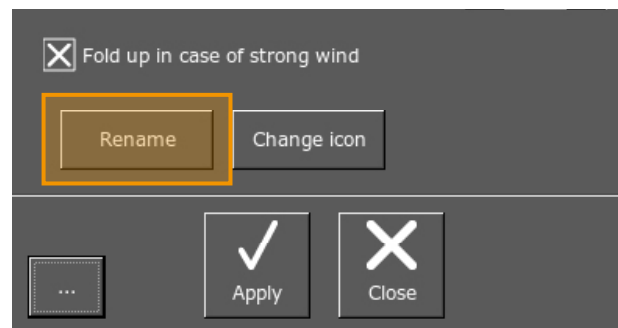 Fold up in case of strong wind
Rename
Change icon
...
Apply
Close